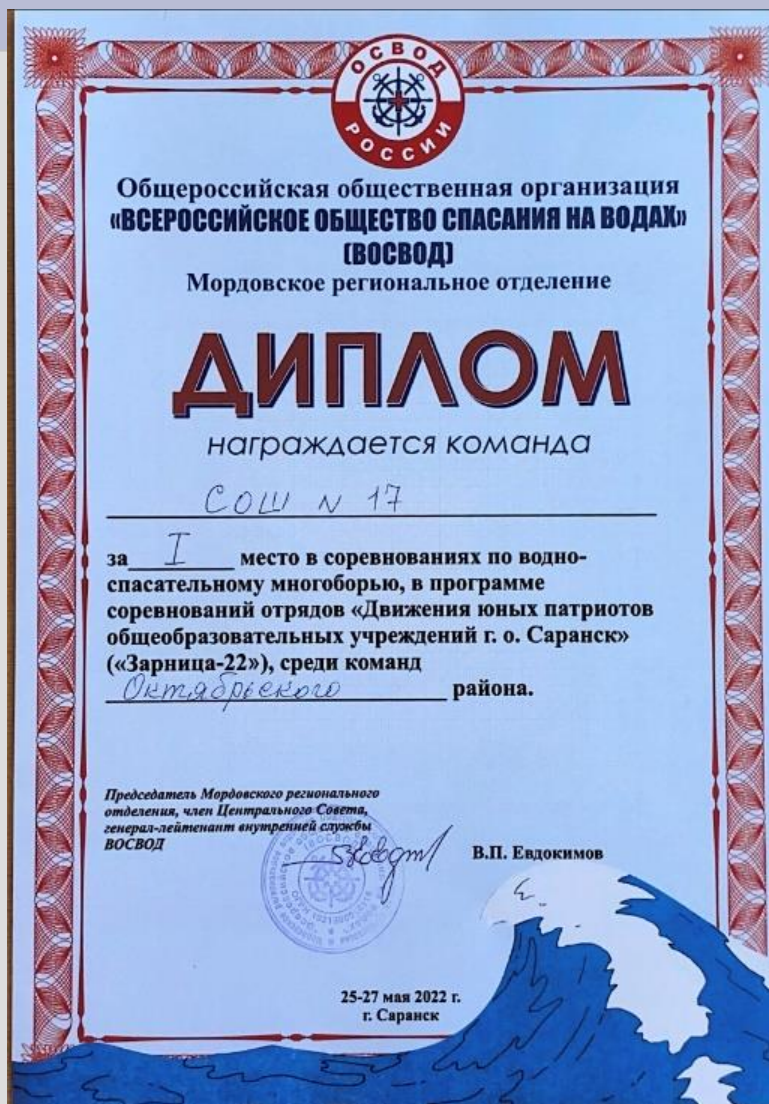 ОСВОД
РОССИИ
Общероссийская общественная организация
«ВСЕРОССИЙСКОЕ ОБЩЕСТВО СПАСАНИЯ НА ВОДАХ»
(ВОСВОД)
Мордовское региональное отделение
ДИПЛОМ
награждается команда
СОШ N 17
за I место в соревнованиях по водно-
спасательному многоборью, в программе
соревнований отрядов «Движения юных патриотов
общеобразовательных учреждений г. о. Саранск»
(«Зарница-22»), среди команд
Октябрьского района.
Председатель Мордовского регионального
отделения, член Центрального Совета,
генерал-лейтенант внутренней службы
ВОСВОД
В.П. Евдокимов
25-27 мая 2022 г.
г. Саранск